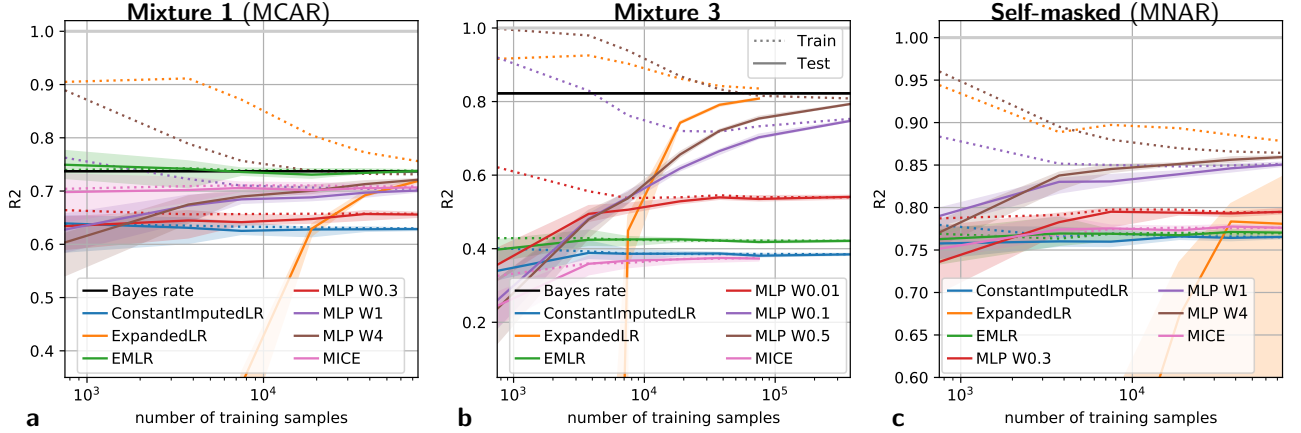 Mixture 1 (MCAR)
R2
1.0
0.9
0.8
0.7
0.6
0.5
0.4
Bayes rate
ConstantImputedLR
ExpandedLR
EMLR
MLP W0.3
MLP W1
MLP W4
MICE
10³
10⁴
number of training samples
a
Mixture 3
R2
1.0
0.8
0.6
0.4
0.2
Train
Test
Bayes rate
ConstantImputedLR
ExpandedLR
EMLR
MLP W0.01
MLP W0.1
MLP W0.5
MICE
10³
10⁴
10⁵
number of training samples
b
Self-masked (MNAR)
R2
1.00
0.95
0.90
0.85
0.80
0.75
0.70
0.65
0.60
ConstantImputedLR
ExpandedLR
EMLR
MLP W0.3
MLP W1
MLP W4
MICE
10³
10⁴
number of training samples
c